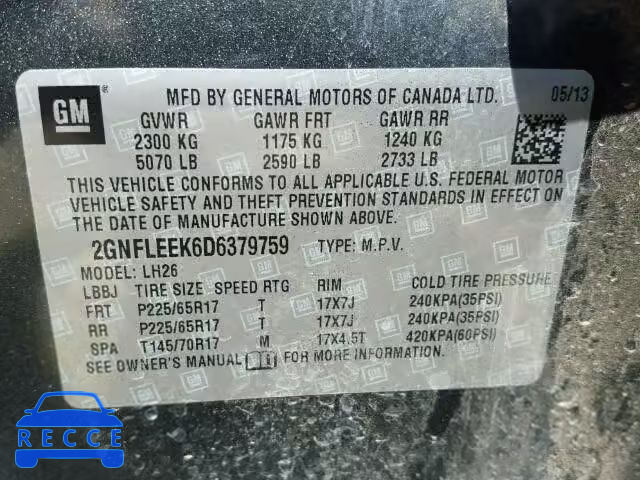 GM
MFD BY GENERAL MOTORS OF CANADA LTD. 05/13
GVWR GAWR FRT GAWR RR
2300 KG 1175 KG 1240 KG
5070 LB 2590 LB 2733 LB
THIS VEHICLE CONFORMS TO ALL APPLICABLE U.S. FEDERAL MOTOR
VEHICLE SAFETY AND THEFT PREVENTION STANDARDS IN EFFECT ON
THE DATE OF MANUFACTURE SHOWN ABOVE.
2GNFLEEK6D6379759 TYPE: M.P.V.
MODEL: LH26
LBBJ TIRE SIZE SPEED RTG RIM COLD TIRE PRESSURE
FRT P225/65R17 T 17X7J 240KPA(35PSI)
RR P225/65R17 T 17X7J 240KPA(35PSI)
SPA T145/70R17 M 17X4.5T 420KPA(60PSI)
SEE OWNER'S MANUAL FOR MORE INFORMATION.
RECCE